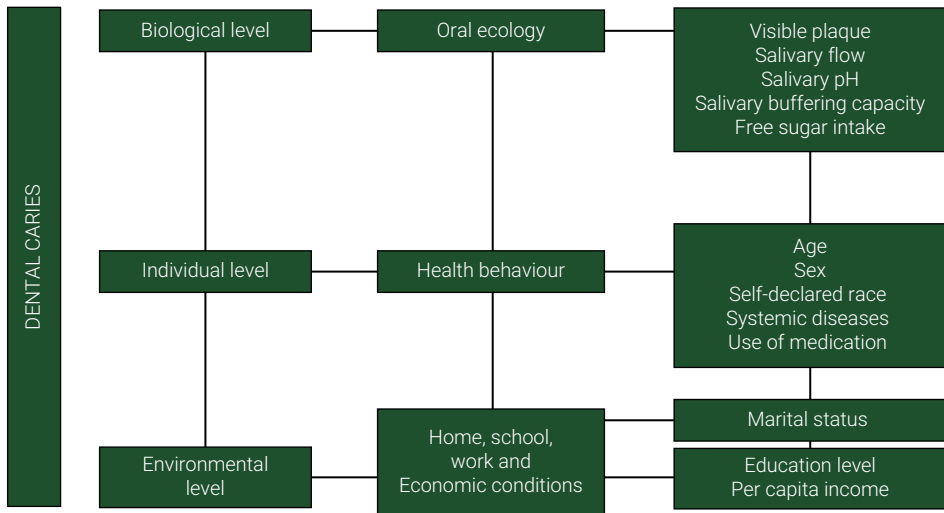 DENTAL CARIES
Biological level
Oral ecology
Visible plaque
Salivary flow
Salivary pH
Salivary buffering capacity
Free sugar intake
Individual level
Health behaviour
Age
Sex
Self-declared race
Systemic diseases
Use of medication
Environmental
level
Home, school,
work and
Economic conditions
Marital status
Education level
Per capita income